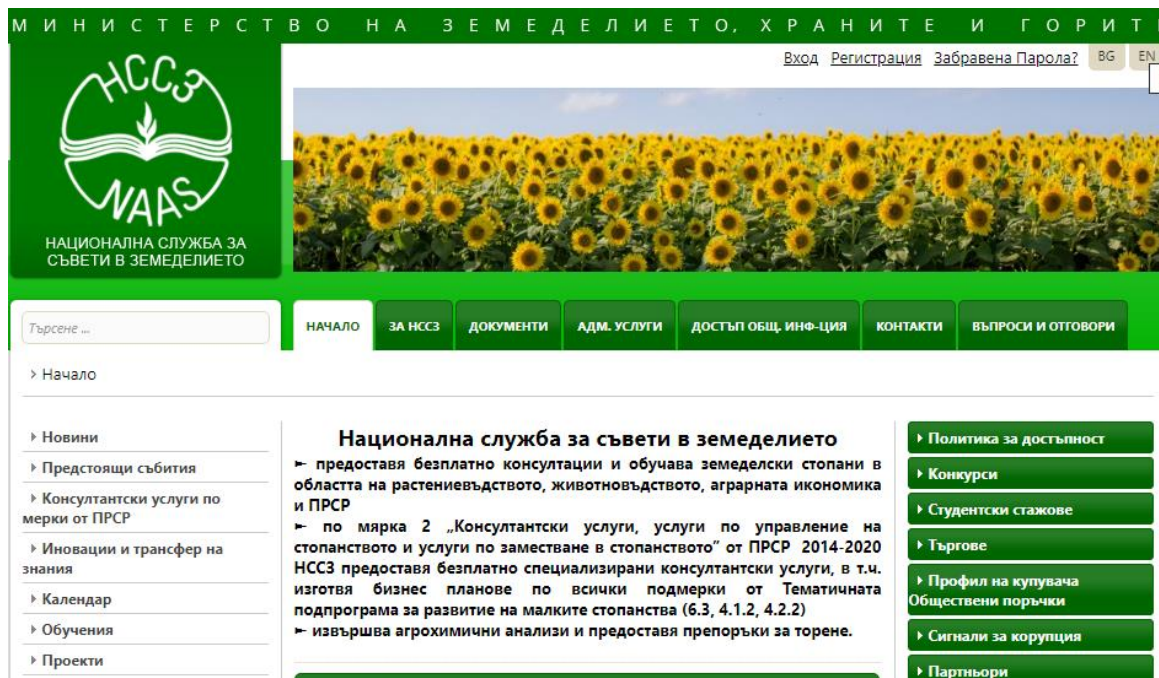 МИНИСТЕРСТВО НА ЗЕМЕДЕЛИЕТО, ХРАНИТЕ И ГОРИТЕ
Вход Регистрация Забравена Парола? BG EN
НССЗ
NAAS
НАЦИОНАЛНА СЛУЖБА ЗА
СЪВЕТИ В ЗЕМЕДЕЛИЕТО
Търсене ...
НАЧАЛО ЗА НССЗ ДОКУМЕНТИ АДМ. УСЛУГИ ДОСТЪП ОБЩ. ИНФ-ЦИЯ КОНТАКТИ ВЪПРОСИ И ОТГОВОРИ
> Начало
Новини
Предстоящи събития
Консултантски услуги по
мерки от ПРСР
Иновации и трансфер на
знания
Календар
Обучения
Проекти
Национална служба за съвети в земеделието
► предоставя безплатно консултации и обучава земеделски стопани в
областта на растениевъдството, животновъдството, аграрната икономика
и ПРСР
► по мярка 2 „Консултантски услуги, услуги по управление на
стопанството и услуги по заместване в стопанството” от ПРСР 2014-2020
НССЗ предоставя безплатно специализирани консултантски услуги, в т.ч.
изготвя бизнес планове по всички подмерки от Тематичната
подпрограма за развитие на малките стопанства (6.3, 4.1.2, 4.2.2)
► извършва агрохимични анализи и предоставя препоръки за торене.
Политика за достъпност
Конкурси
Студентски стажове
Търгове
Профил на купувача
Обществени поръчки
Сигнали за корупция
Партньори